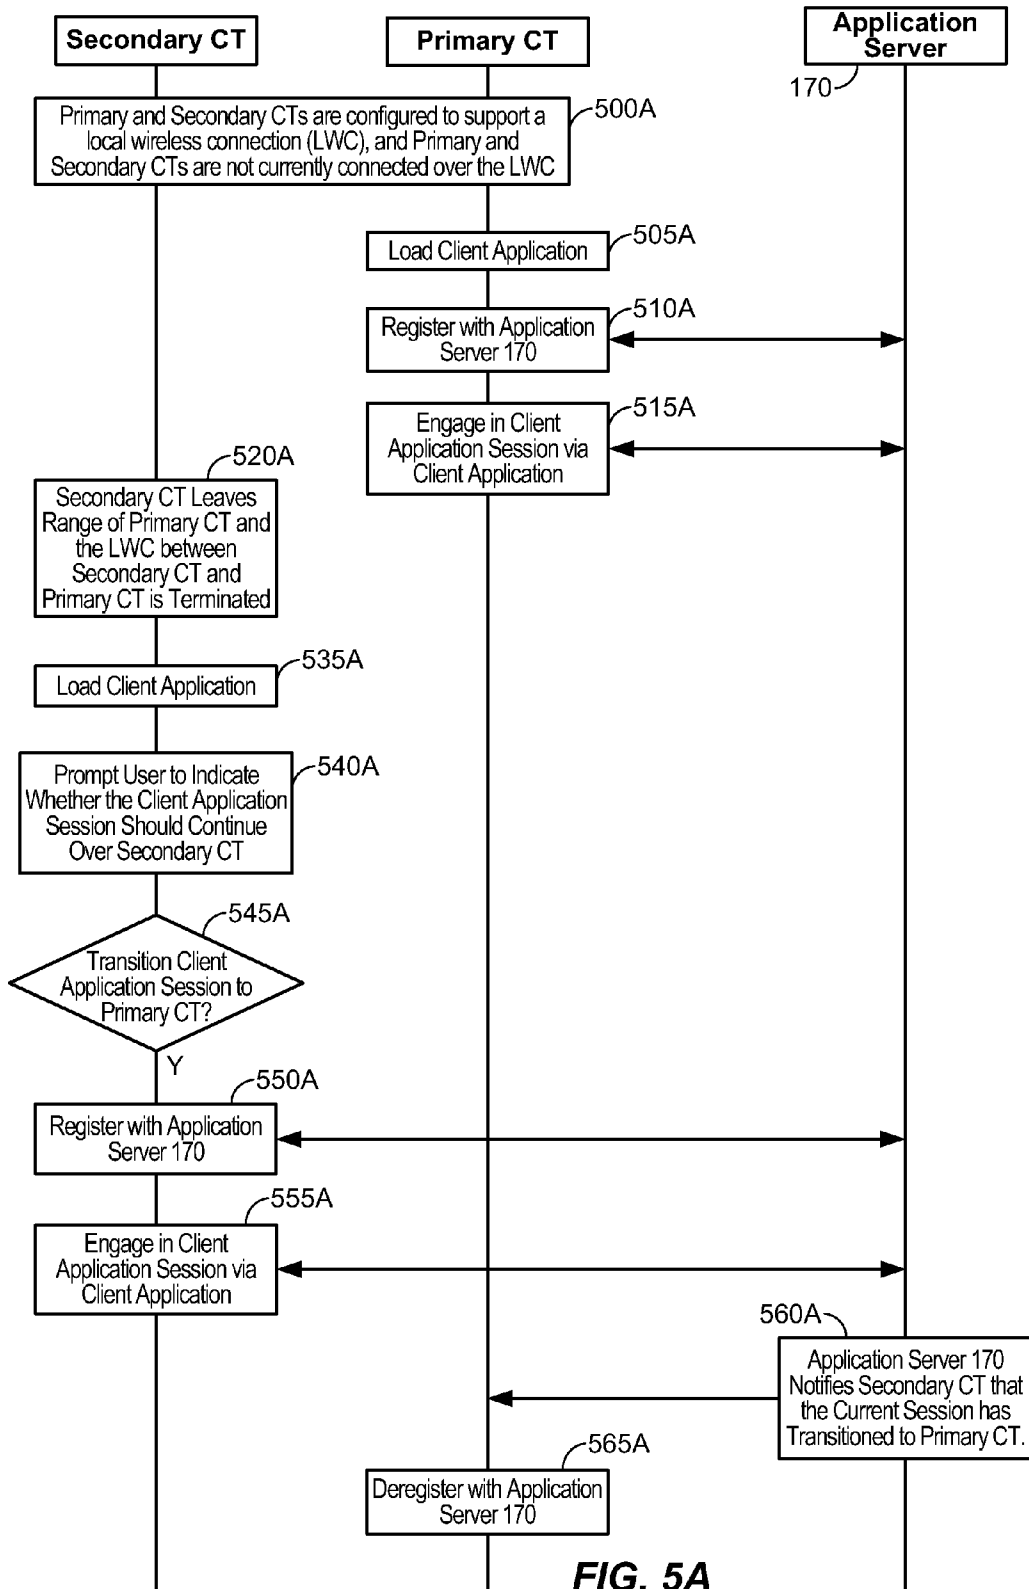 Secondary CT
Primary CT
Application
Server
170
Primary and Secondary CTs are configured to support a
local wireless connection (LWC), and Primary and
Secondary CTs are not currently connected over the LWC
500A
Load Client Application
505A
Register with Application
Server 170
510A
Engage in Client
Application Session via
Client Application
515A
520A
Secondary CT Leaves
Range of Primary CT and
the LWC between
Secondary CT and
Primary CT is Terminated
535A
Load Client Application
540A
Prompt User to Indicate
Whether the Client Application
Session Should Continue
Over Secondary CT
545A
Transition Client
Application Session to
Primary CT?
Y
550A
Register with Application
Server 170
555A
Engage in Client
Application Session via
Client Application
560A
Application Server 170
Notifies Secondary CT that
the Current Session has
Transitioned to Primary CT.
565A
Deregister with Application
Server 170
FIG. 5A